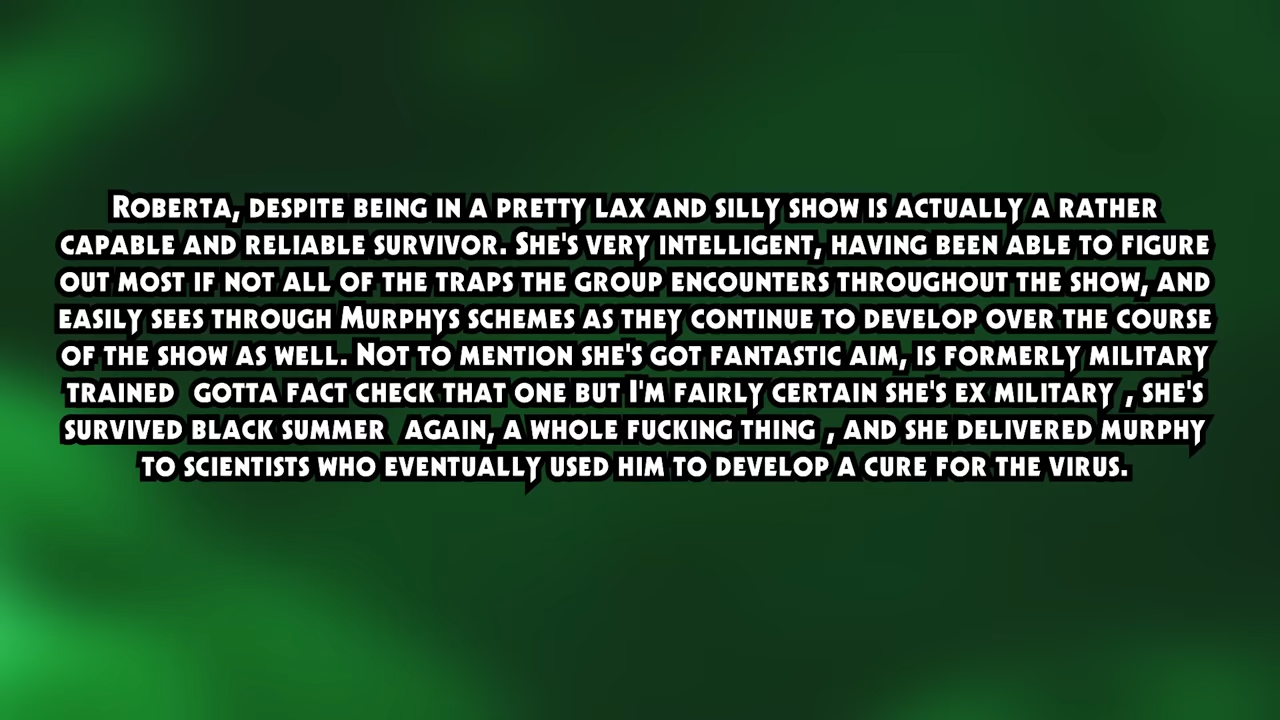 Roberta, despite being in a pretty lax and silly show is actually a rather
capable and reliable survivor. She's very intelligent, having been able to figure
out most if not all of the traps the group encounters throughout the show, and
easily sees through Murphys schemes as they continue to develop over the course
of the show as well. Not to mention she's got fantastic aim, is formerly military
trained  gotta fact check that one but I'm fairly certain she's ex military , she's
survived black summer  again, a whole fucking thing , and she delivered murphy
to scientists who eventually used him to develop a cure for the virus.